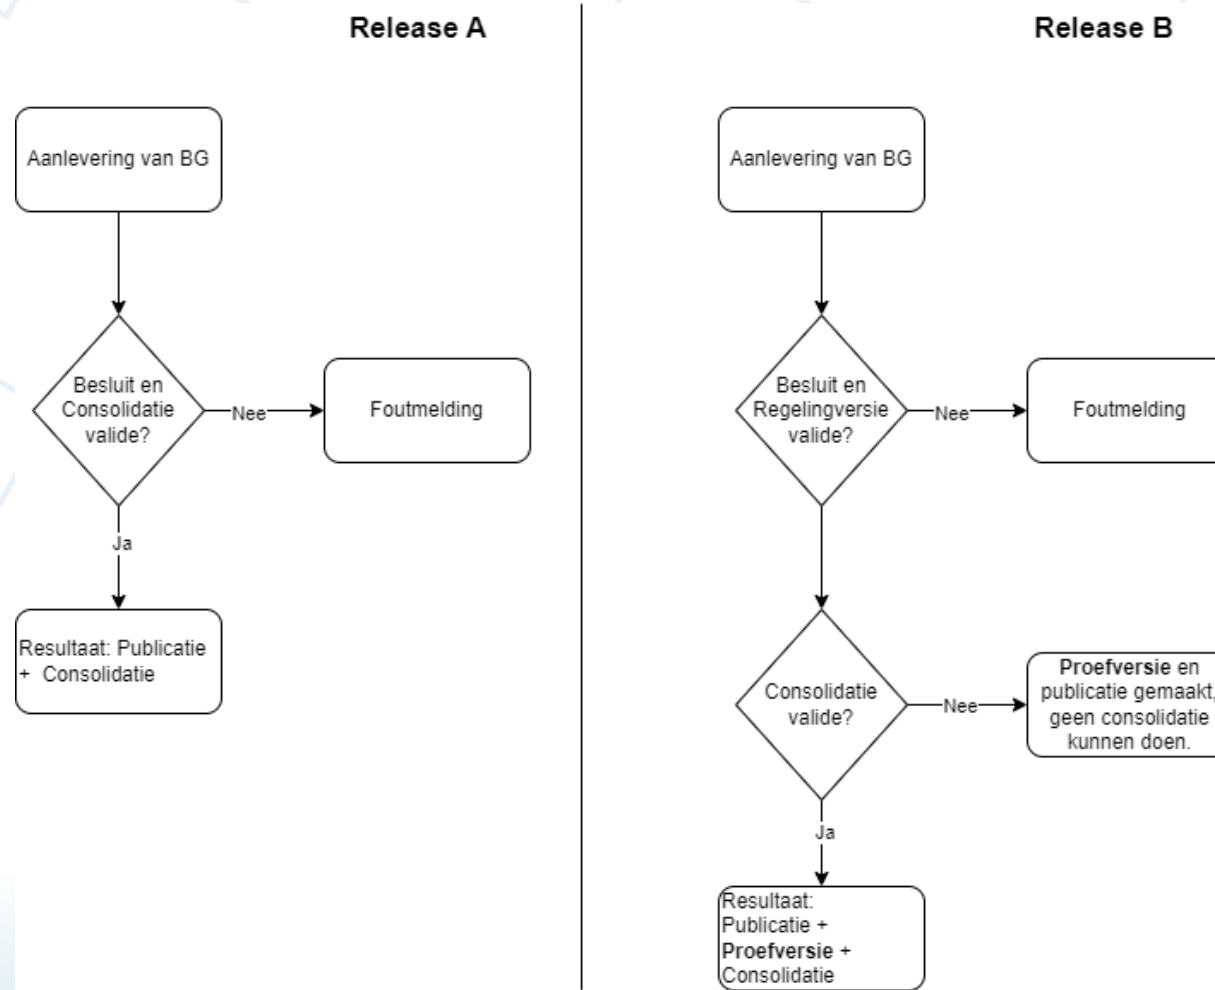 Release A
Aanlevering van BG
Besluit en
Consolidatie
valide?
Nee
Foutmelding
Ja
Resultaat: Publicatie
+ Consolidatie
Release B
Aanlevering van BG
Besluit en
Regelingversie
valide?
Nee
Foutmelding
Consolidatie
valide?
Nee
Proefversie en
publicatie gemaakt,
geen consolidatie
kunnen doen.
Ja
Resultaat:
Publicatie +
Proefversie +
Consolidatie